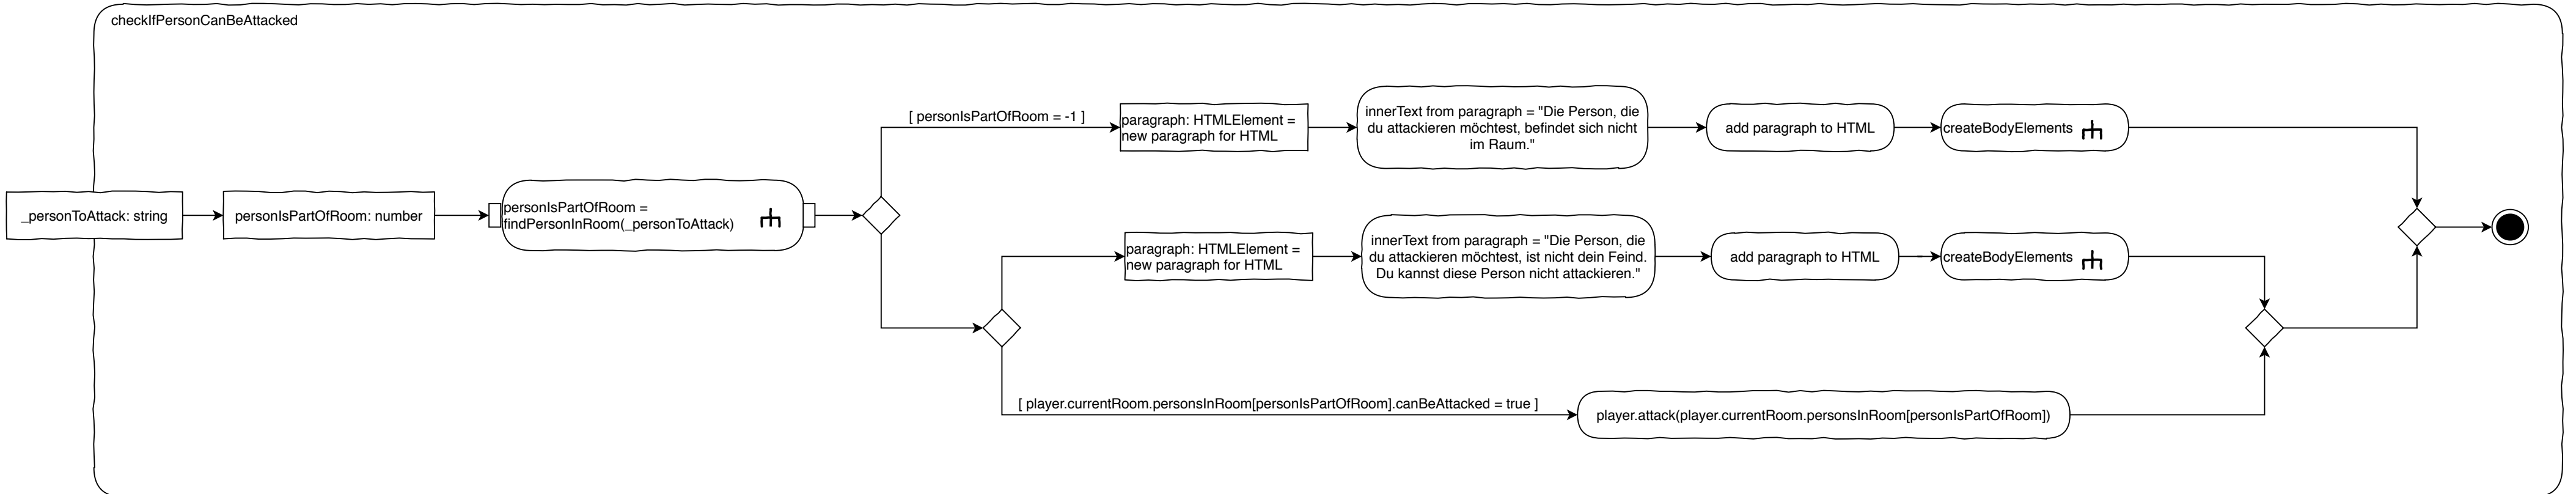 checkIfPersonCanBeAttacked
_personToAttack: string
personIsPartOfRoom: number
personIsPartOfRoom =
findPersonInRoom(_personToAttack)
[ personIsPartOfRoom = -1 ]
paragraph: HTMLElement =
new paragraph for HTML
innerText from paragraph = "Die Person, die
du attackieren möchtest, befindet sich nicht
im Raum."
add paragraph to HTML
createBodyElements
paragraph: HTMLElement =
new paragraph for HTML
innerText from paragraph = "Die Person, die
du attackieren möchtest, ist nicht dein Feind.
Du kannst diese Person nicht attackieren."
add paragraph to HTML
createBodyElements
[ player.currentRoom.personsInRoom[personIsPartOfRoom].canBeAttacked = true ]
player.attack(player.currentRoom.personsInRoom[personIsPartOfRoom])